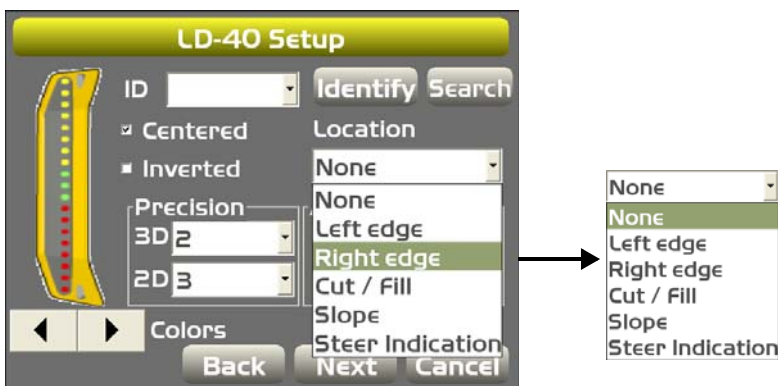 LD-40 Setup
ID Identify Search
Centered Location
Inverted None
None
Left edge
Right edge
Cut / Fill
Slope
Steer Indication
Precision
3D 2
2D 3
Colors
Back Next Cancel
None
None
Left edge
Right edge
Cut / Fill
Slope
Steer Indication